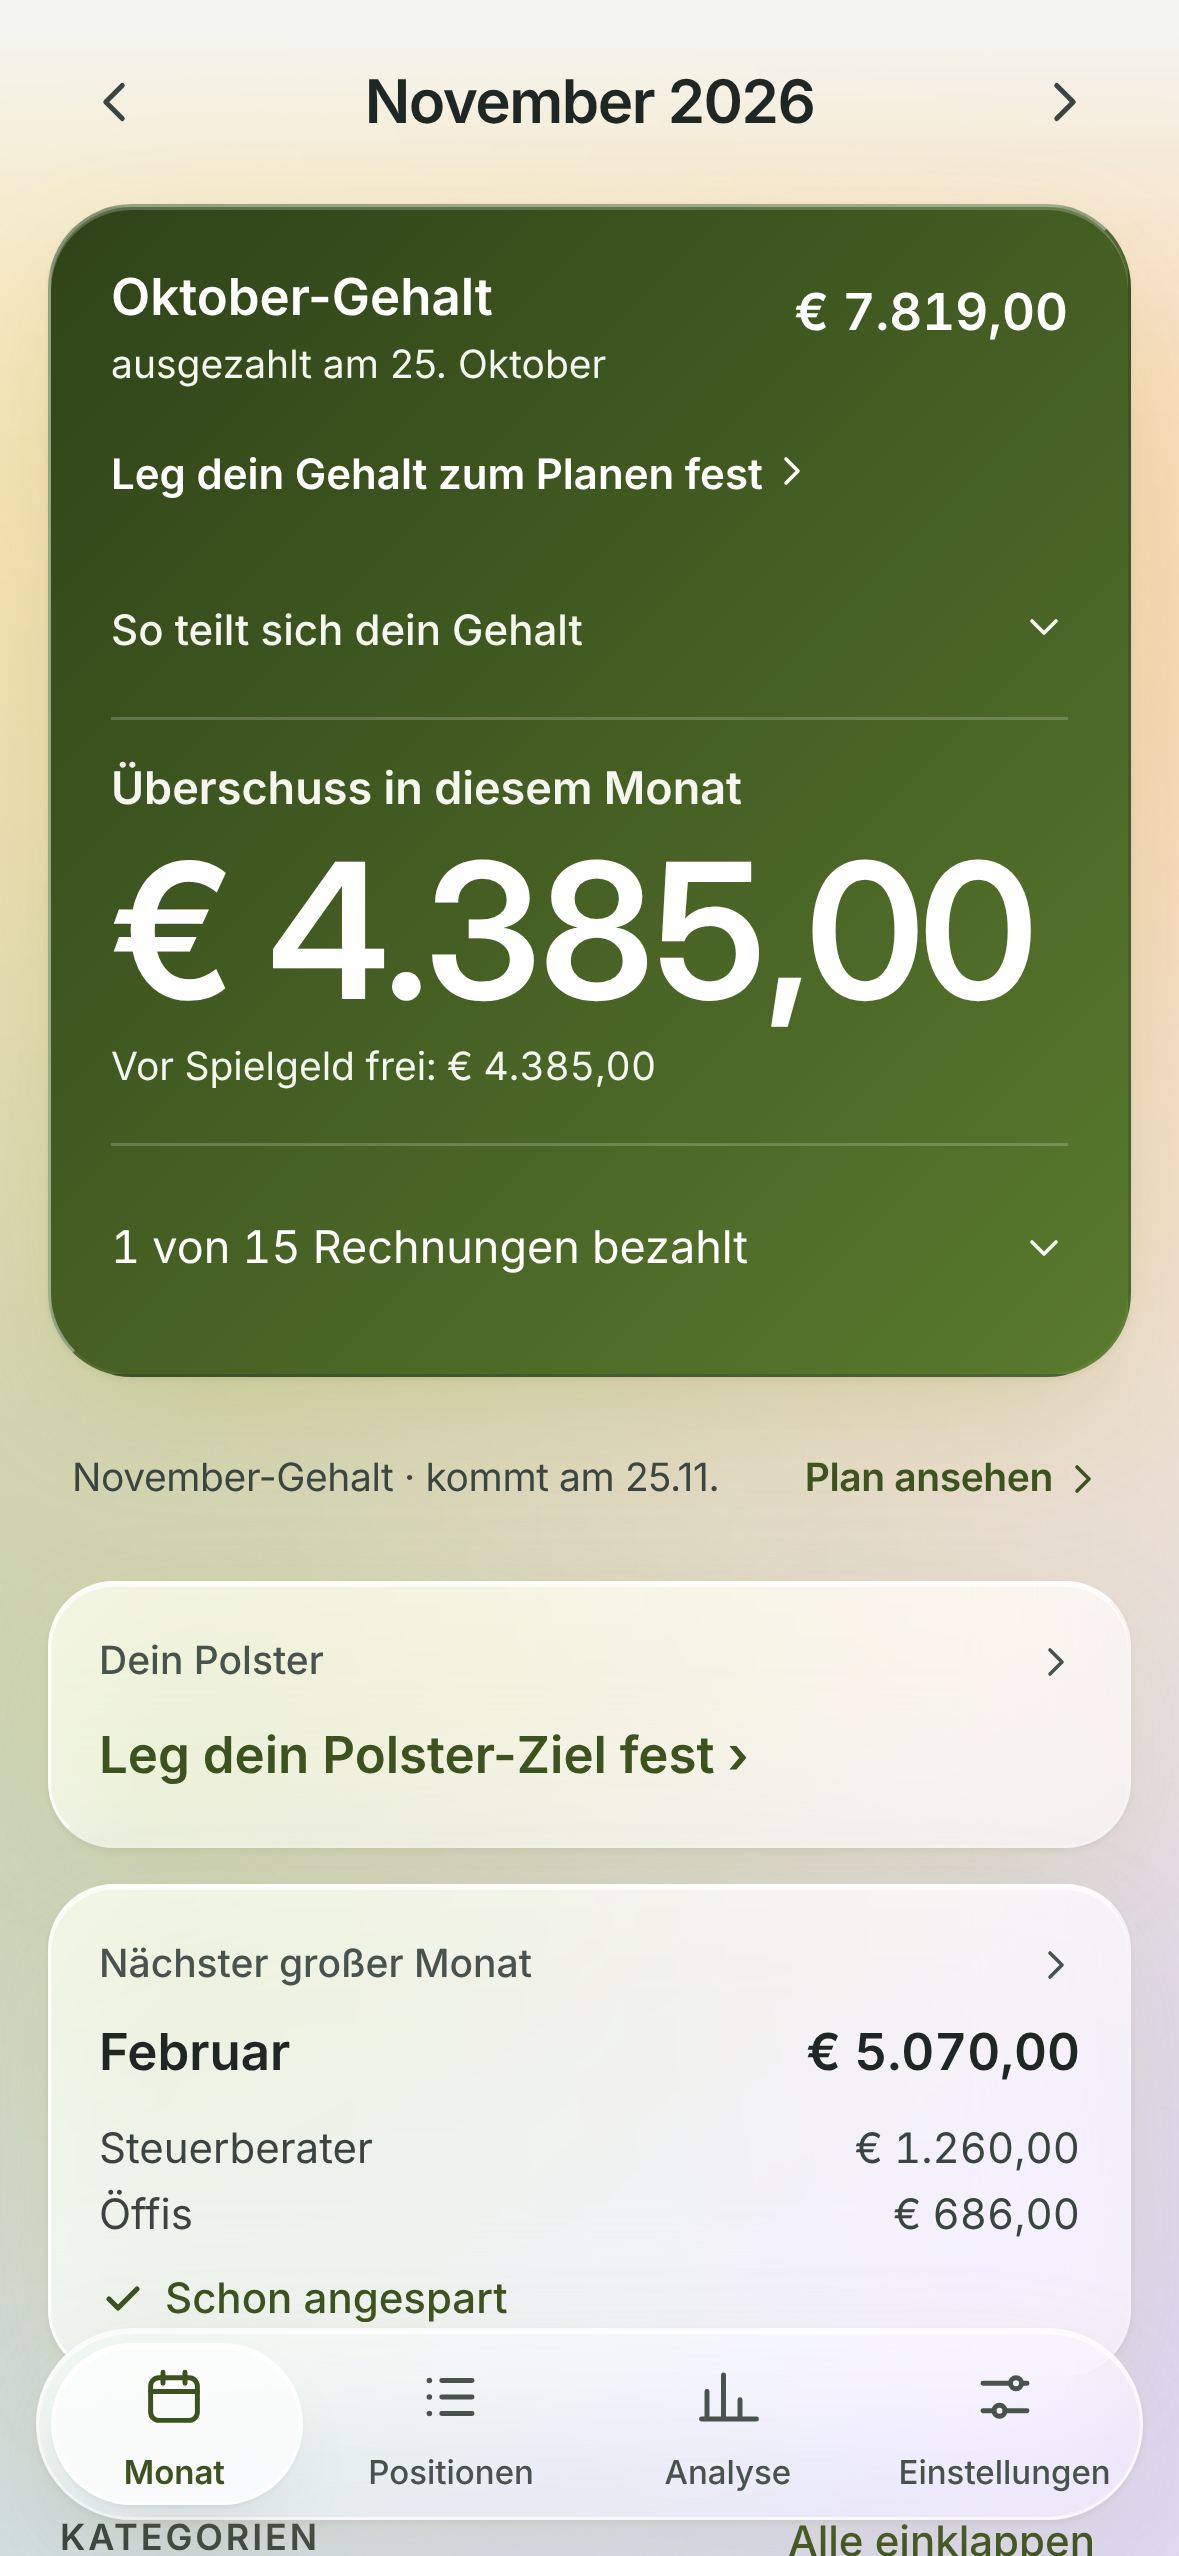 November 2026
Oktober-Gehalt
€ 7.819,00
ausgezahlt am 25. Oktober
Leg dein Gehalt zum Planen fest
So teilt sich dein Gehalt
Überschuss in diesem Monat
€ 4.385,00
Vor Spielgeld frei: € 4.385,00
1 von 15 Rechnungen bezahlt
November-Gehalt · kommt am 25.11. Plan ansehen
Dein Polster
Leg dein Polster-Ziel fest ›
Nächster großer Monat
Februar € 5.070,00
Steuerberater € 1.260,00
Öffis € 686,00
Schon angespart
Monat Positionen Analyse Einstellungen
KATEGORIEN Alle einklappen